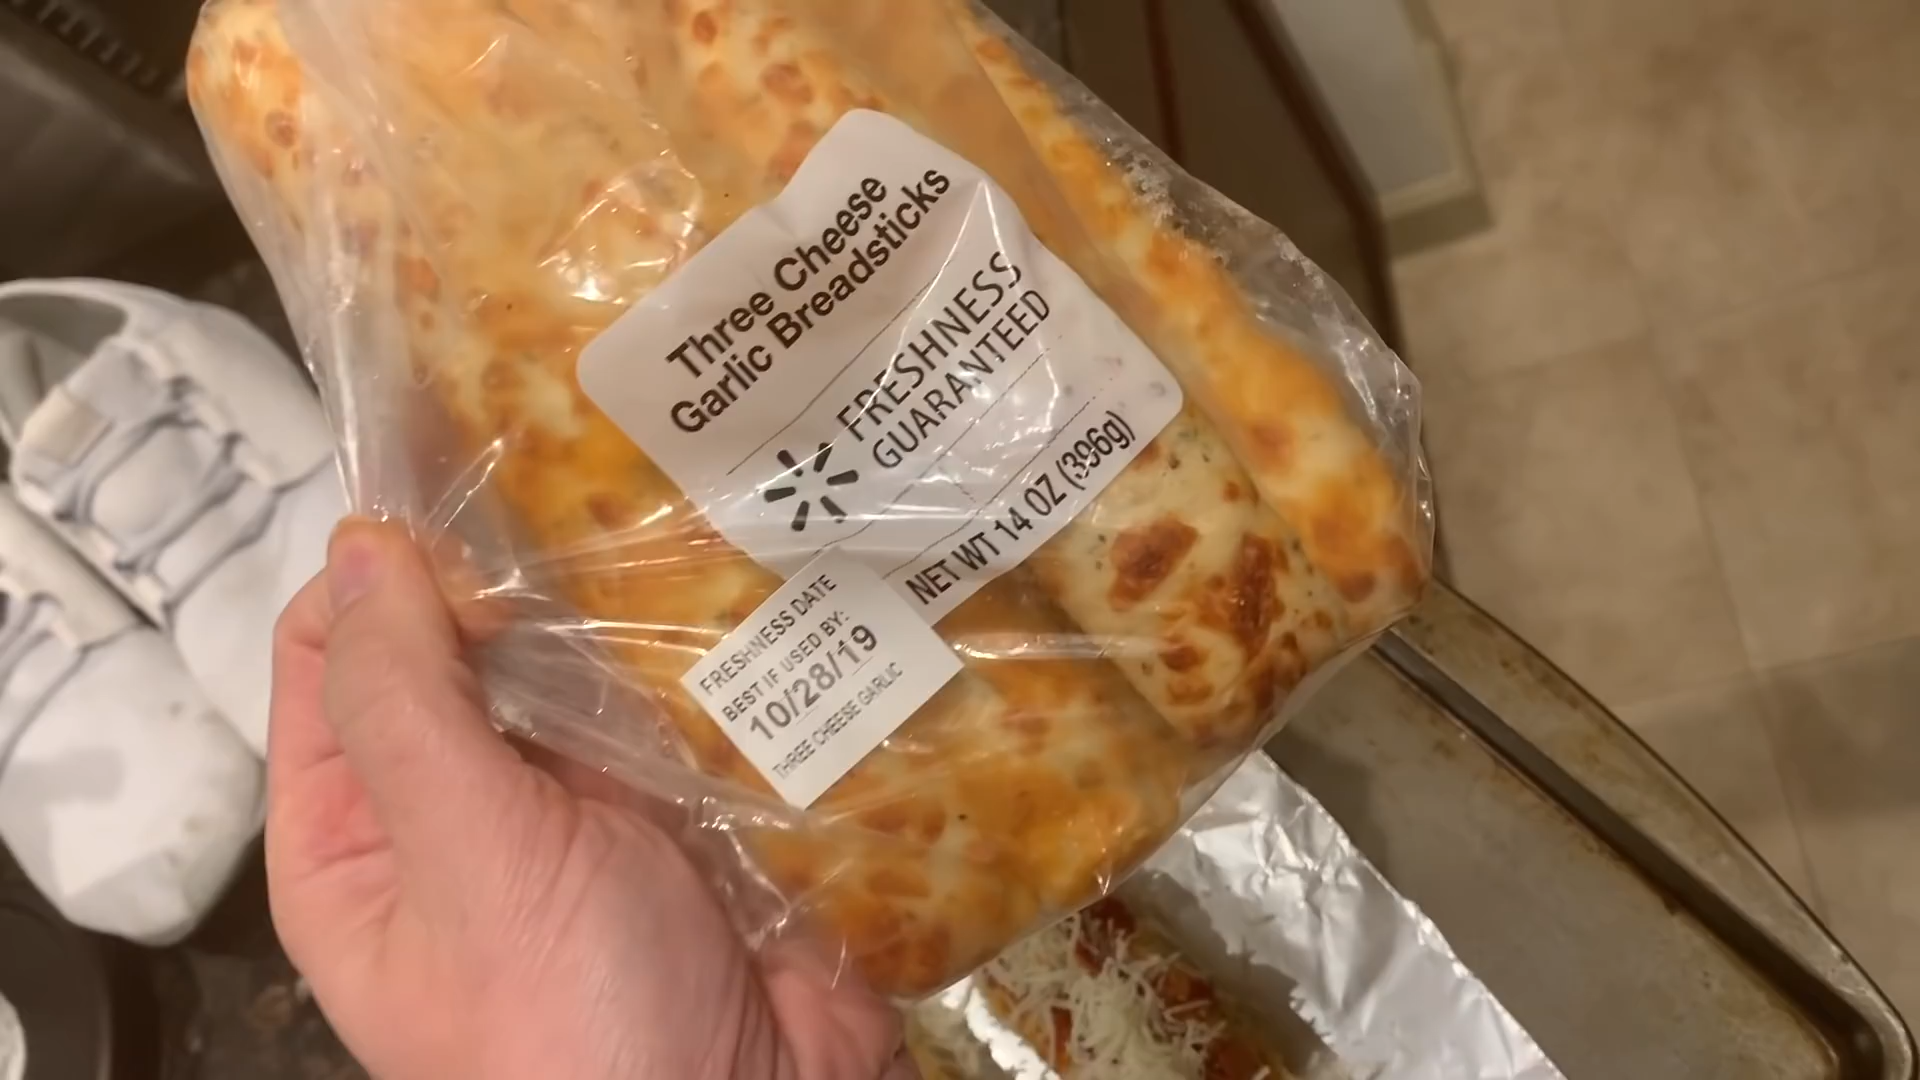 Three Cheese
Garlic Breadsticks
FRESHNESS
GUARANTEED
NET WT 14 OZ (396g)
FRESHNESS DATE
BEST IF USED BY:
10/28/19
THREE CHEESE GARLIC